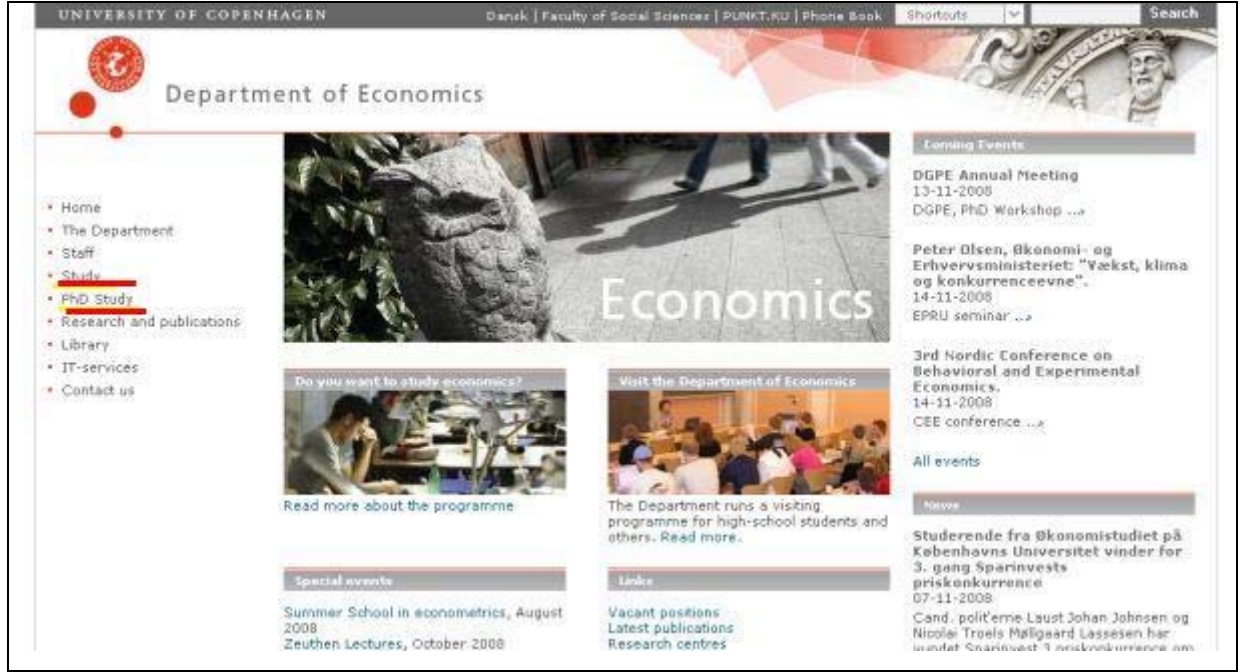 UNIVERSITY OF COPENHAGEN
Dansk | Faculty of Social Sciences | PUNKT.KU | Phone Book
Shortcuts
Search
Department of Economics
Home
The Department
Staff
Study
PhD Study
Research and publications
Library
IT-services
Contact us
Economics
Do you want to study economics?
Read more about the programme
Visit the Department of Economics
The Department runs a visiting
programme for high-school students and
others. Read more.
Special events
Summer School in econometrics, August
2008
Zeuthen Lectures, October 2008
Links
Vacant positions
Latest publications
Research centres
Coming Events
DGPE Annual Meeting
13-11-2008
DGPE, PhD Workshop ...»
Peter Olsen, Økonomi- og
Erhvervsministeriet: "Vækst, klima
og konkurrenceevne".
14-11-2008
EPRU seminar ...»
3rd Nordic Conference on
Behavioral and Experimental
Economics.
14-11-2008
CEE conference ...»
All events
News
Studerende fra Økonomistudiet på
Københavns Universitet vinder for
3. gang Sparinvests
priskonkurrence
07-11-2008
Cand. polit'erne Laust Johan Johnsen og
Nicolai Troels Møllgaard Lassesen har
vundet Sparinvest 3 priskonkurrence om